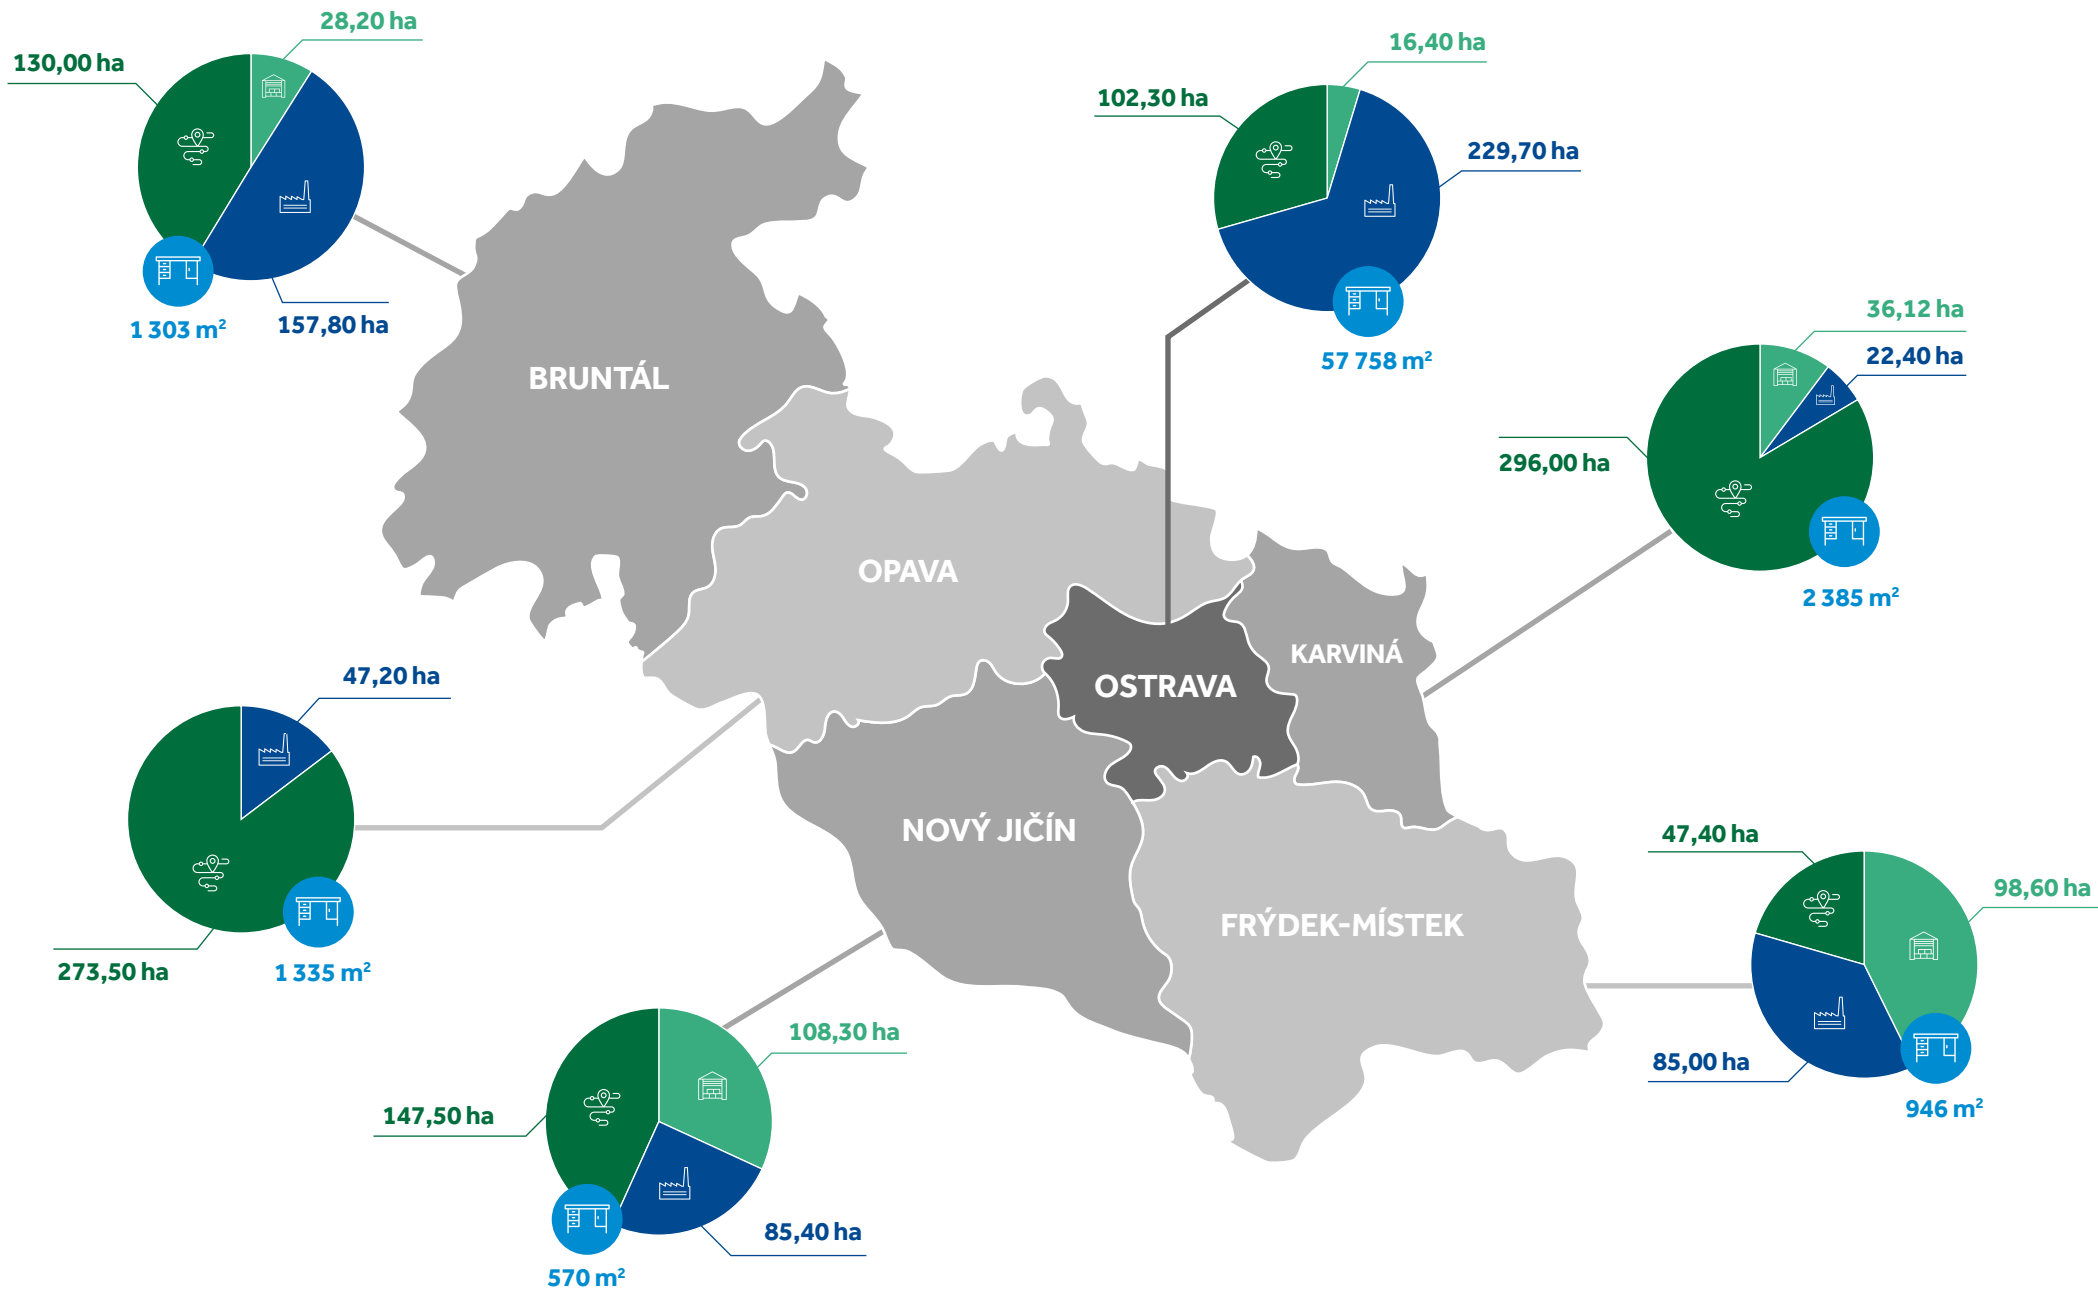 28,20 ha
130,00 ha
1 303 m²
157,80 ha
16,40 ha
102,30 ha
229,70 ha
57 758 m²
36,12 ha
22,40 ha
296,00 ha
2 385 m²
BRUNTÁL
OPAVA
KARVINÁ
OSTRAVA
NOVÝ JIČÍN
FRÝDEK-MÍSTEK
47,20 ha
273,50 ha
1 335 m²
47,40 ha
98,60 ha
85,00 ha
946 m²
108,30 ha
147,50 ha
85,40 ha
570 m²